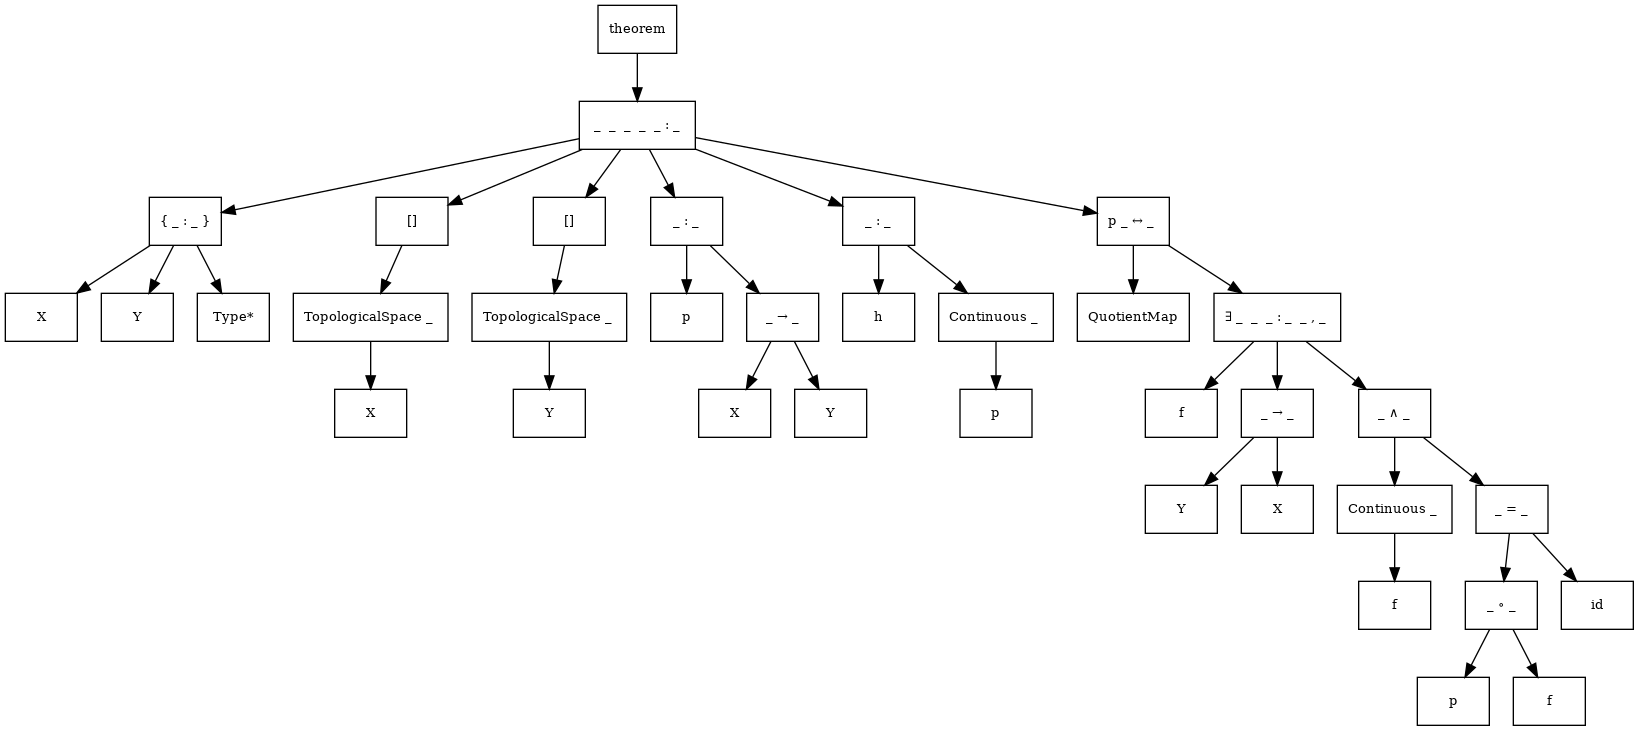 theorem
_ _ _ _ _ : _
{ _ : _ } [] [] _ : _ _ : _ p _ ↔ _
X Y Type* TopologicalSpace _ TopologicalSpace _ p _ → _ h Continuous _ QuotientMap ∃ _ _ _ : _ _ , _
X Y X Y p f _ → _ _ ∧ _
Y X Continuous _ _ = _
f _ ∘ _ id
p f